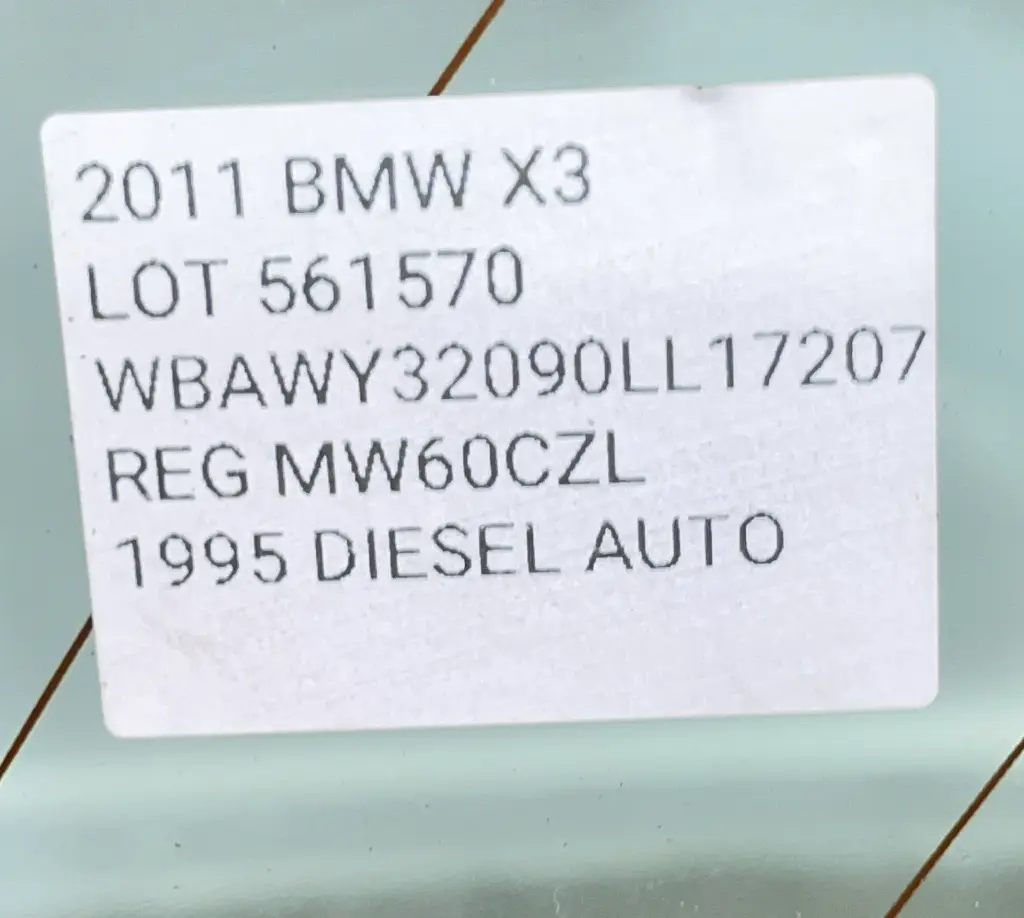 2011 BMW X3
LOT 561570
WBAWY32090LL17207
REG MW60CZL
1995 DIESEL AUTO